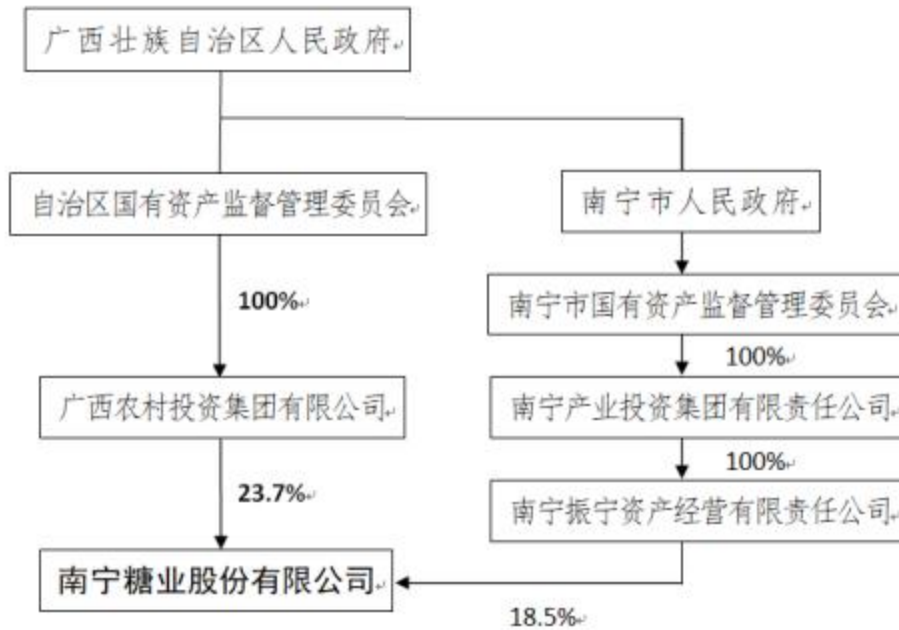 广西壮族自治区人民政府
自治区国有资产监督管理委员会
南宁市人民政府
100%
南宁市国有资产监督管理委员会
100%
广西农村投资集团有限公司
南宁产业投资集团有限责任公司
100%
23.7%
南宁振宁资产经营有限责任公司
南宁糖业股份有限公司
18.5%